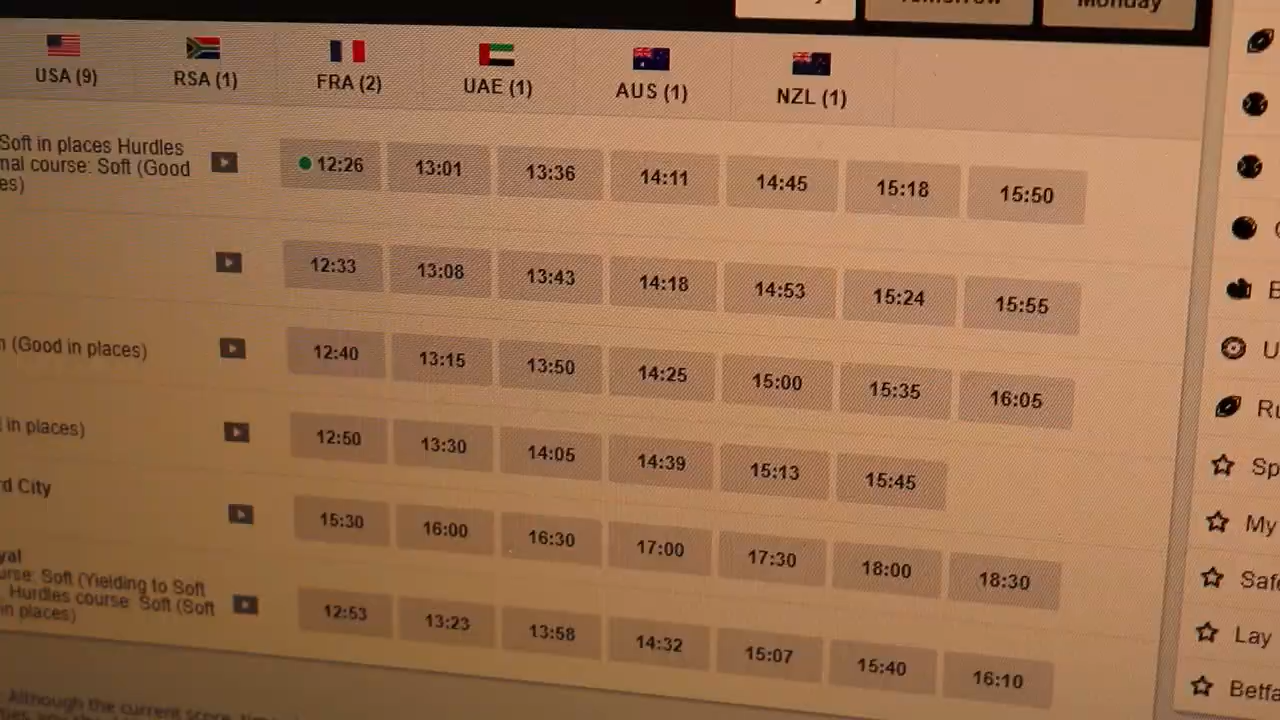 Monday
USA (9)
RSA (1)
FRA (2)
UAE (1)
AUS (1)
NZL (1)
Soft in places Hurdles
course: Soft (Good
12:26 13:01 13:36 14:11 14:45 15:18 15:50
12:33 13:08 13:43 14:18 14:53 15:24 15:55
(Good in places)
12:40 13:15 13:50 14:25 15:00 15:35 16:05
in places)
12:50 13:30 14:05 14:39 15:13 15:45
City
15:30 16:00 16:30 17:00 17:30 18:00 18:30
Soft (Yielding to Soft
Hurdles course: Soft (Soft
in places)
12:53 13:23 13:58 14:32 15:07 15:40 16:10
Although the current score,
B
U
Ru
Sp
My
Safe
Lay
Betfa